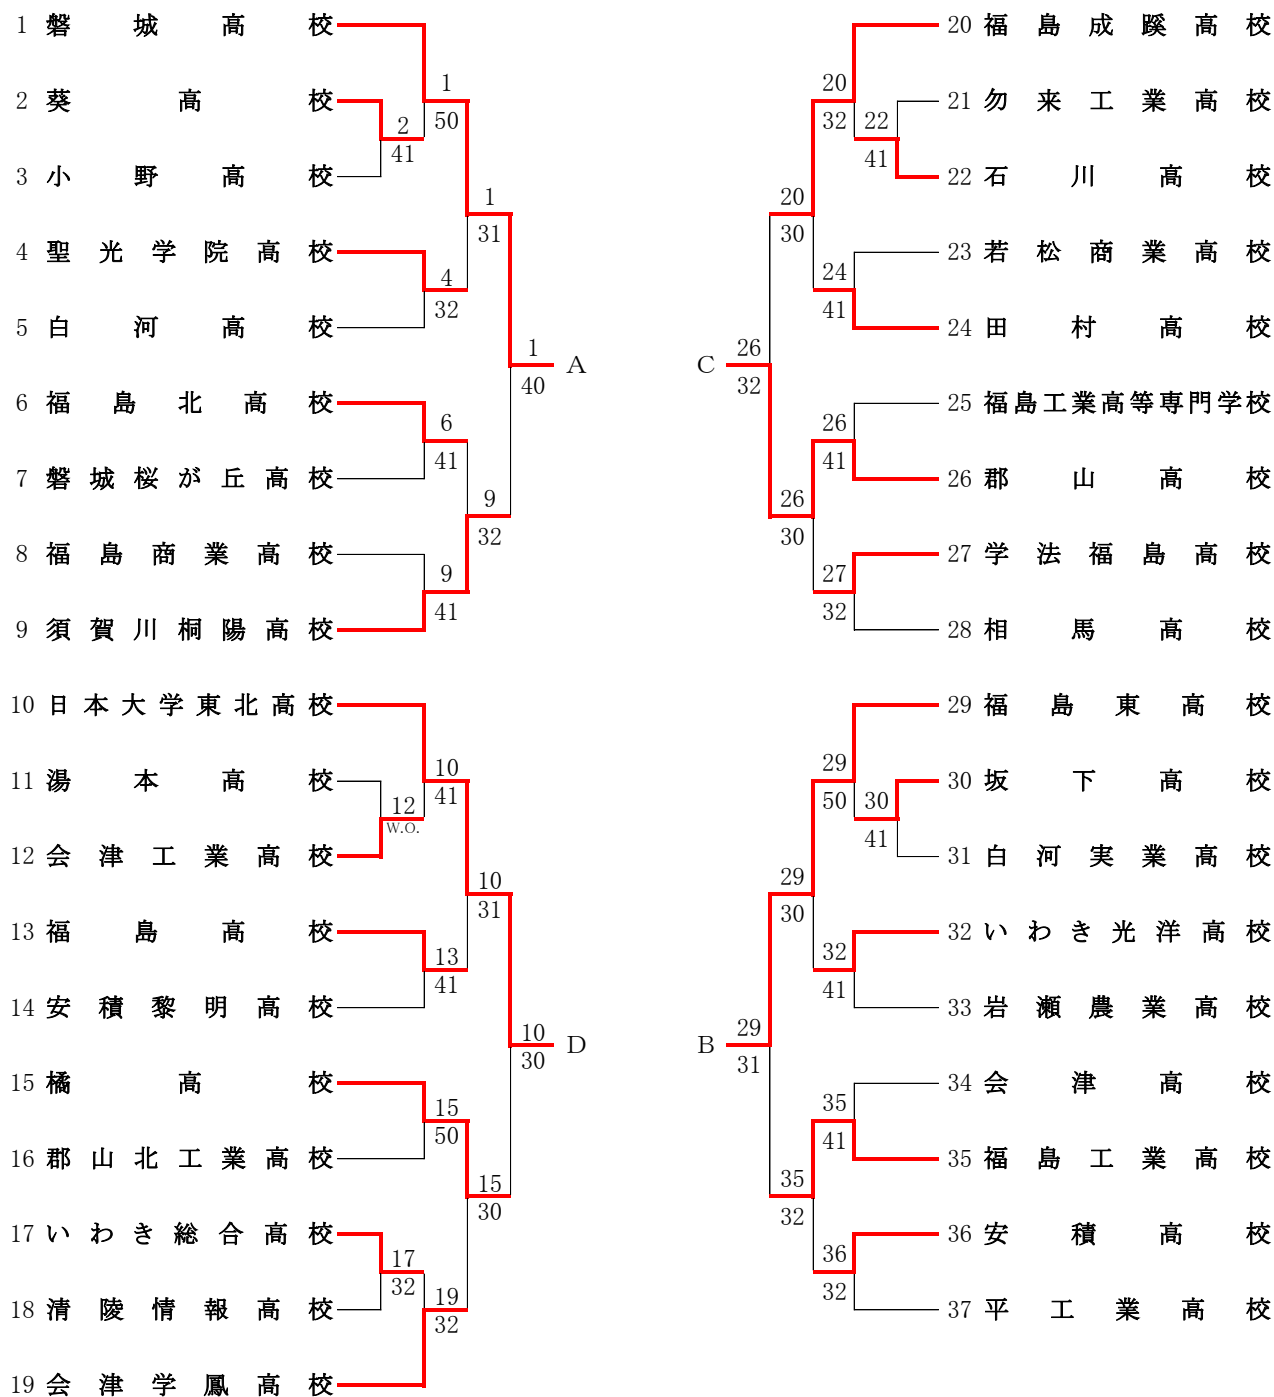 1 磐城高校
2 葵高校
3 小野高校
4 聖光学院高校
5 白河高校
6 福島北高校
7 磐城桜が丘高校
8 福島商業高校
9 須賀川桐陽高校
10 日本大学東北高校
11 湯本高校
12 会津工業高校
13 福島高校
14 安積黎明高校
15 橘高校
16 郡山北工業高校
17 いわき総合高校
18 清陵情報高校
19 会津学鳳高校
2
41
12
W.O.
17
32
1
50
4
32
6
41
9
41
10
41
13
41
15
50
19
32
1
31
9
32
10
31
15
30
1
40
A
10
30
D
C
26
32
B
29
31
20
30
26
30
29
30
35
32
20
32
24
41
26
41
27
32
29
50
32
41
35
41
36
32
22
41
30
41
20 福島成蹊高校
21 勿来工業高校
22 石川高校
23 若松商業高校
24 田村高校
25 福島工業高等専門学校
26 郡山高校
27 学法福島高校
28 相馬高校
29 福島東高校
30 坂下高校
31 白河実業高校
32 いわき光洋高校
33 岩瀬農業高校
34 会津高校
35 福島工業高校
36 安積高校
37 平工業高校